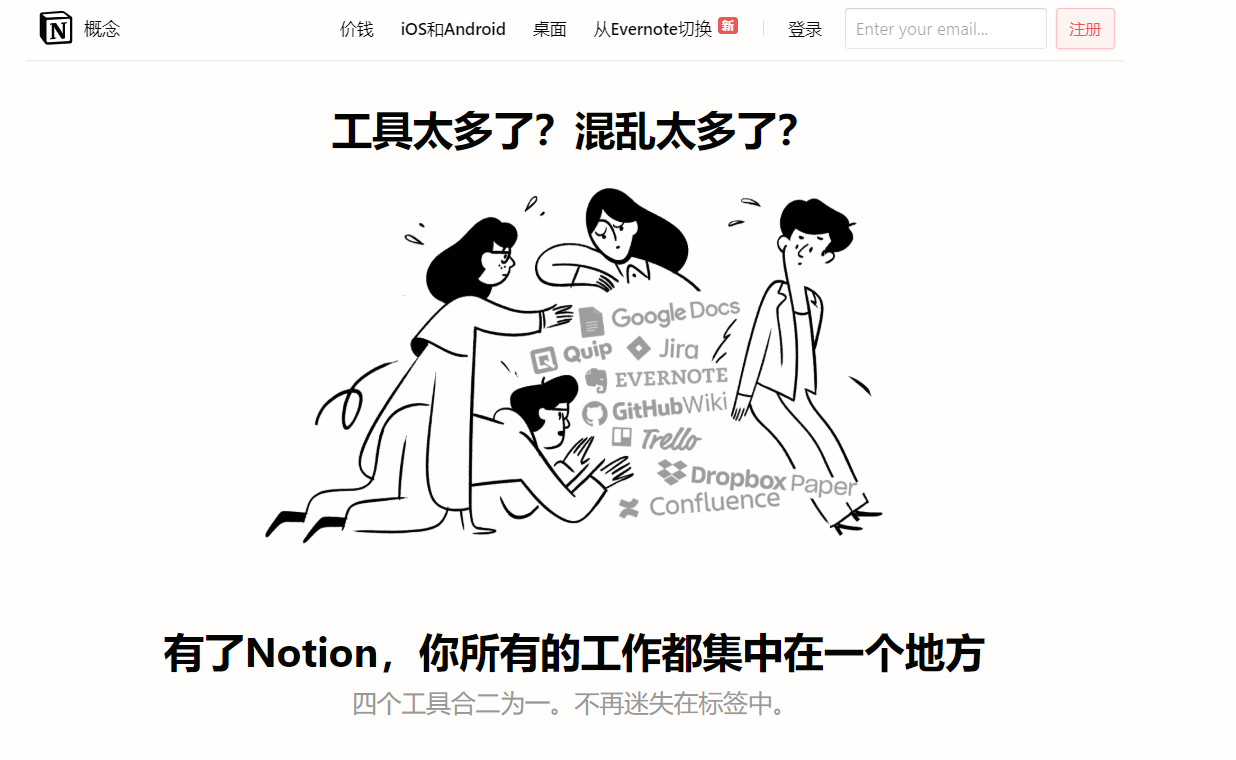 N 概念
价钱
iOS和Android
桌面
从Evernote切换 新
登录
Enter your email...
注册
工具太多了？混乱太多了？
Google Docs
Quip
Jira
EVERNOTE
GitHub Wiki
Trello
Dropbox Paper
Confluence
有了Notion，你所有的工作都集中在一个地方
四个工具合二为一。不再迷失在标签中。